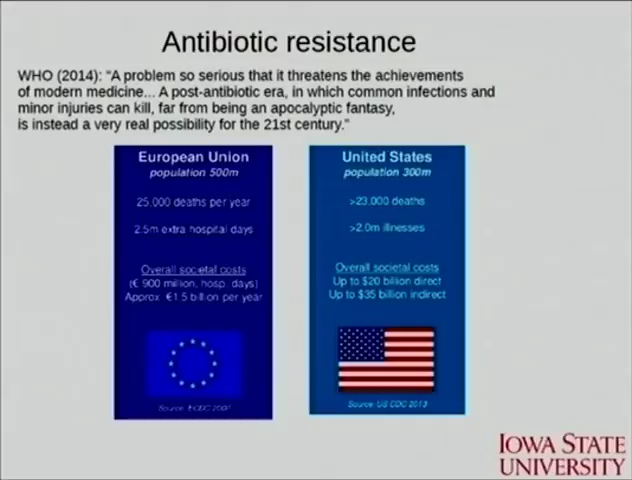 Antibiotic resistance
WHO (2014): "A problem so serious that it threatens the achievements
of modern medicine... A post-antibiotic era, in which common infections and
minor injuries can kill, far from being an apocalyptic fantasy,
is instead a very real possibility for the 21st century."
European Union
population 500m
25,000 deaths per year
2.5m extra hospital days
Overall societal costs
(€ 900 million, hosp. days)
Approx. €1.5 billion per year
Source: ECDC
United States
population 300m
>23,000 deaths
>2.0m illnesses
Overall societal costs
Up to $20 billion direct
Up to $35 billion indirect
Source: US CDC 2013
IOWA STATE
UNIVERSITY